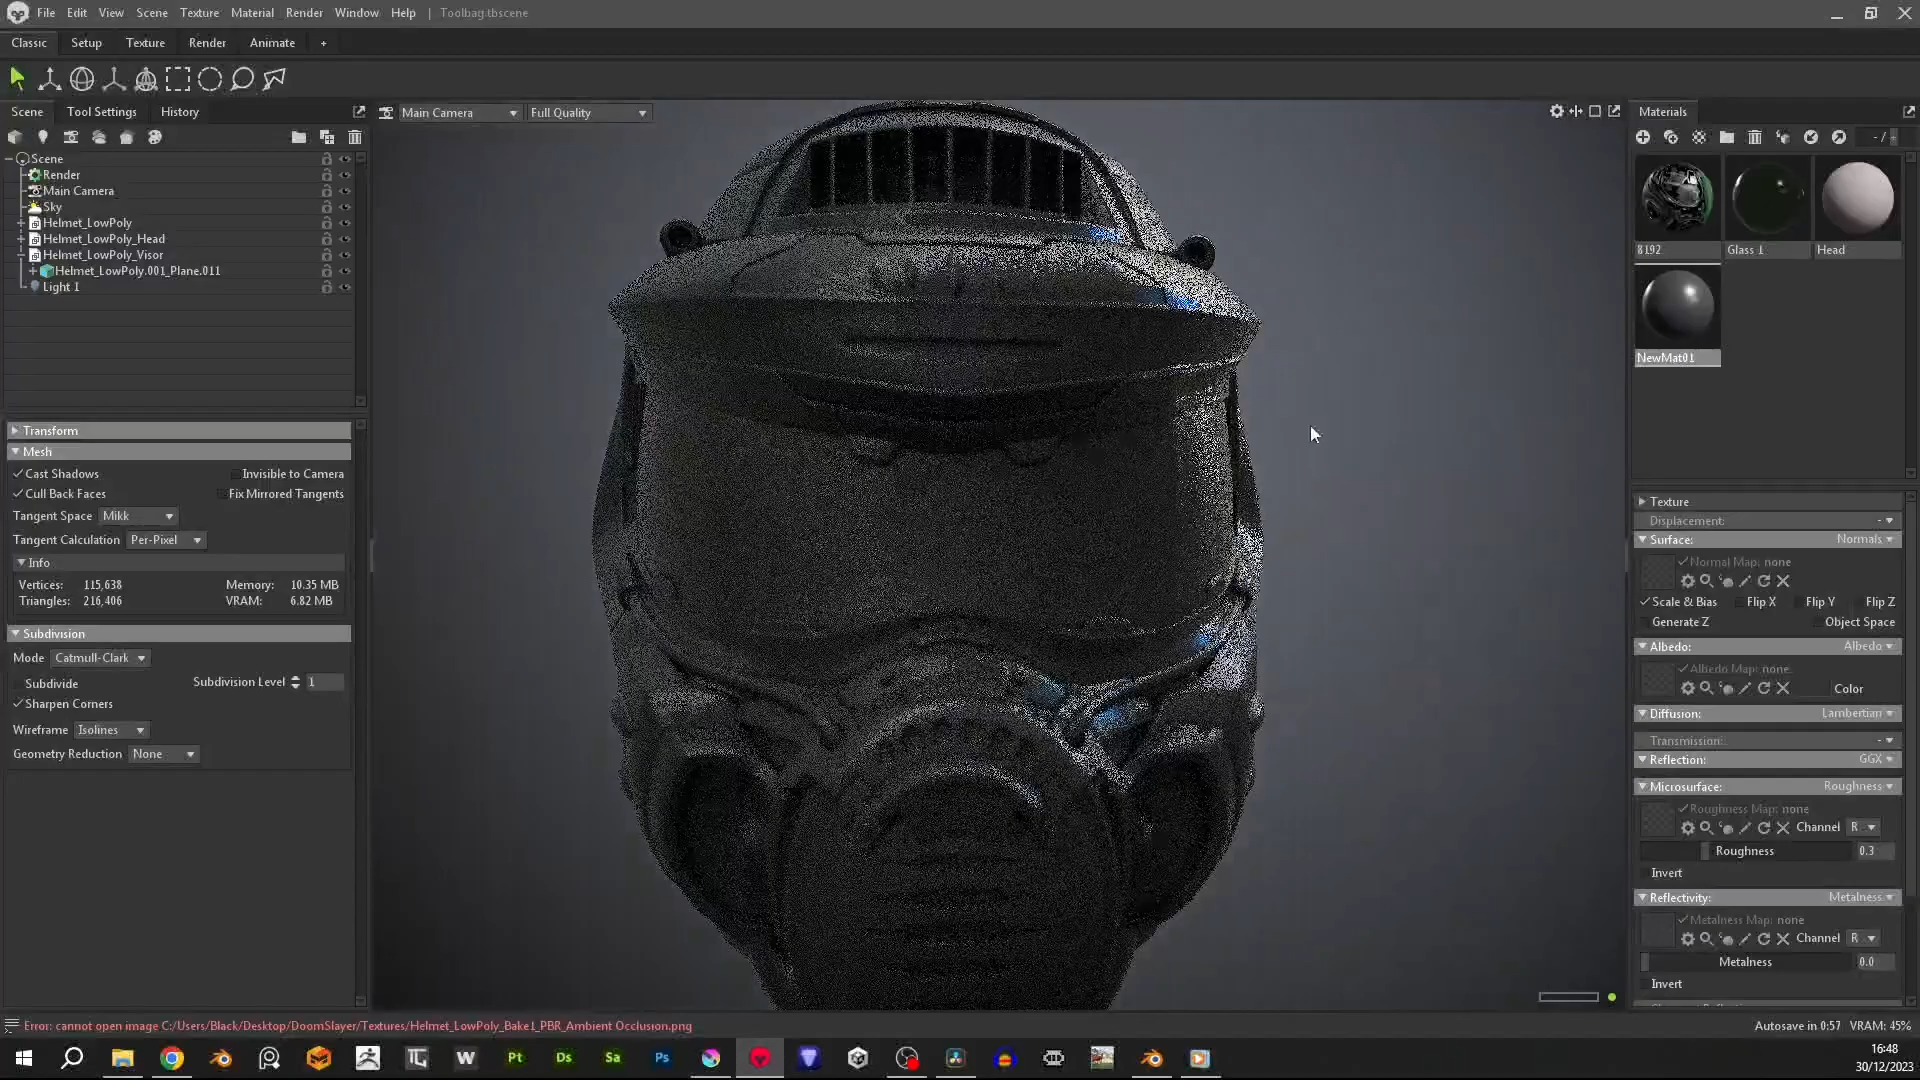 File Edit View Scene Texture Material Render Window Help | Toolbag.tbscene
Classic Setup Texture Render Animate +
Scene Tool Settings History
Main Camera Full Quality
Materials
- /
Scene
Render
Main Camera
Sky
Helmet_LowPoly
Helmet_LowPoly_Head
Helmet_LowPoly_Visor
Helmet_LowPoly.001_Plane.011
Light 1
8192 Glass 1 Head
NewMat01
Transform
Mesh
Cast Shadows Invisible to Camera
Cull Back Faces Fix Mirrored Tangents
Tangent Space Mikk
Tangent Calculation Per-Pixel
Info
Vertices: 115,638 Memory: 10.35 MB
Triangles: 216,406 VRAM: 6.82 MB
Subdivision
Mode Catmull-Clark
Subdivide Subdivision Level 1
Sharpen Corners
Wireframe Isolines
Geometry Reduction None
Texture
Displacement: -
Surface: Normals
Normal Map: none
Scale & Bias Flip X Flip Y Flip Z
Generate Z Object Space
Albedo: Albedo
Albedo Map: none
Color
Diffusion: Lambertian
Transmission: -
Reflection: GGX
Microsurface: Roughness
Roughness Map: none
Channel R
Roughness 0.3
Invert
Reflectivity: Metalness
Metalness Map: none
Channel R
Metalness 0.0
Invert
Error: cannot open image C:/Users/Black/Desktop/DoomSlayer/Textures/Helmet_LowPoly_Bake1_PBR_Ambient Occlusion.png
Autosave in 0:57 VRAM: 45%
W Pt Ds Sa Ps
16:48
30/12/2023